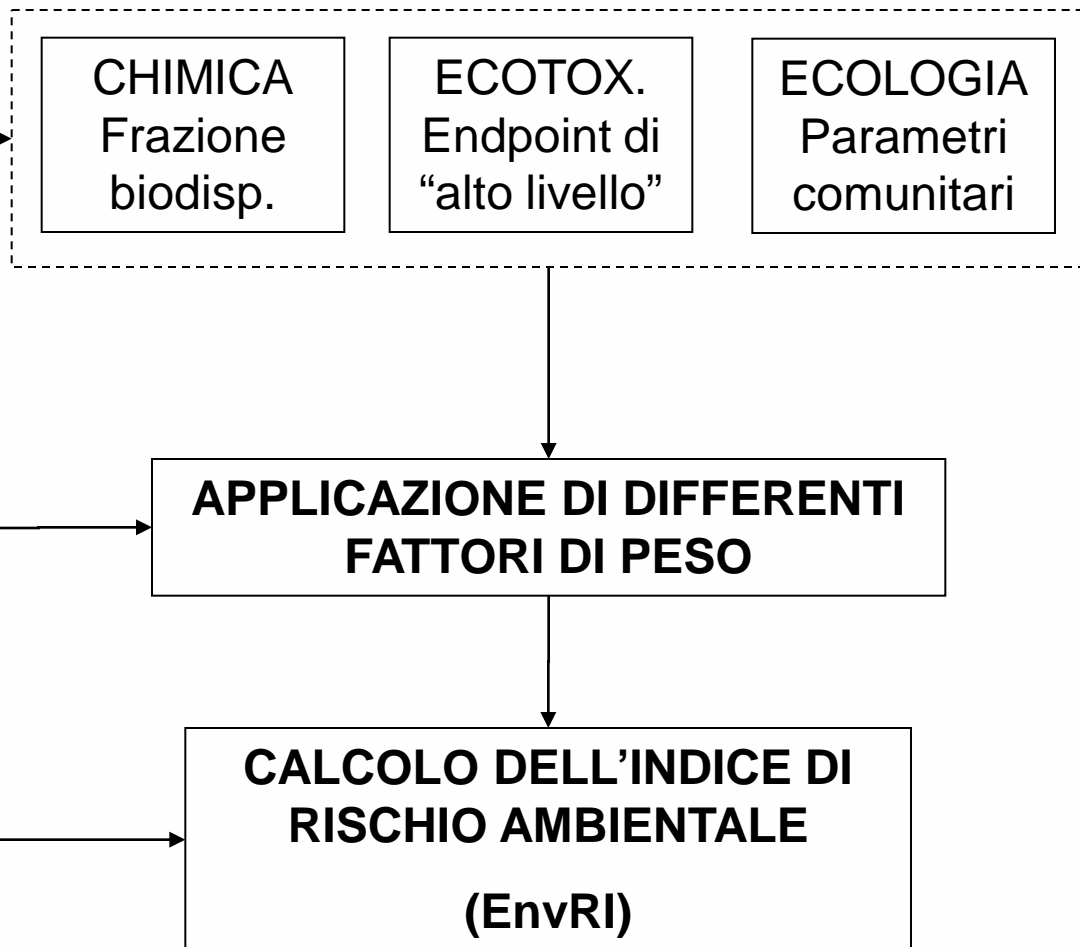 CHIMICA
Frazione
biodisp.
ECOTOX.
Endpoint di
“alto livello”
ECOLOGIA
Parametri
comunitari
APPLICAZIONE DI DIFFERENTI
FATTORI DI PESO
CALCOLO DELL’INDICE DI
RISCHIO AMBIENTALE
(EnvRI)